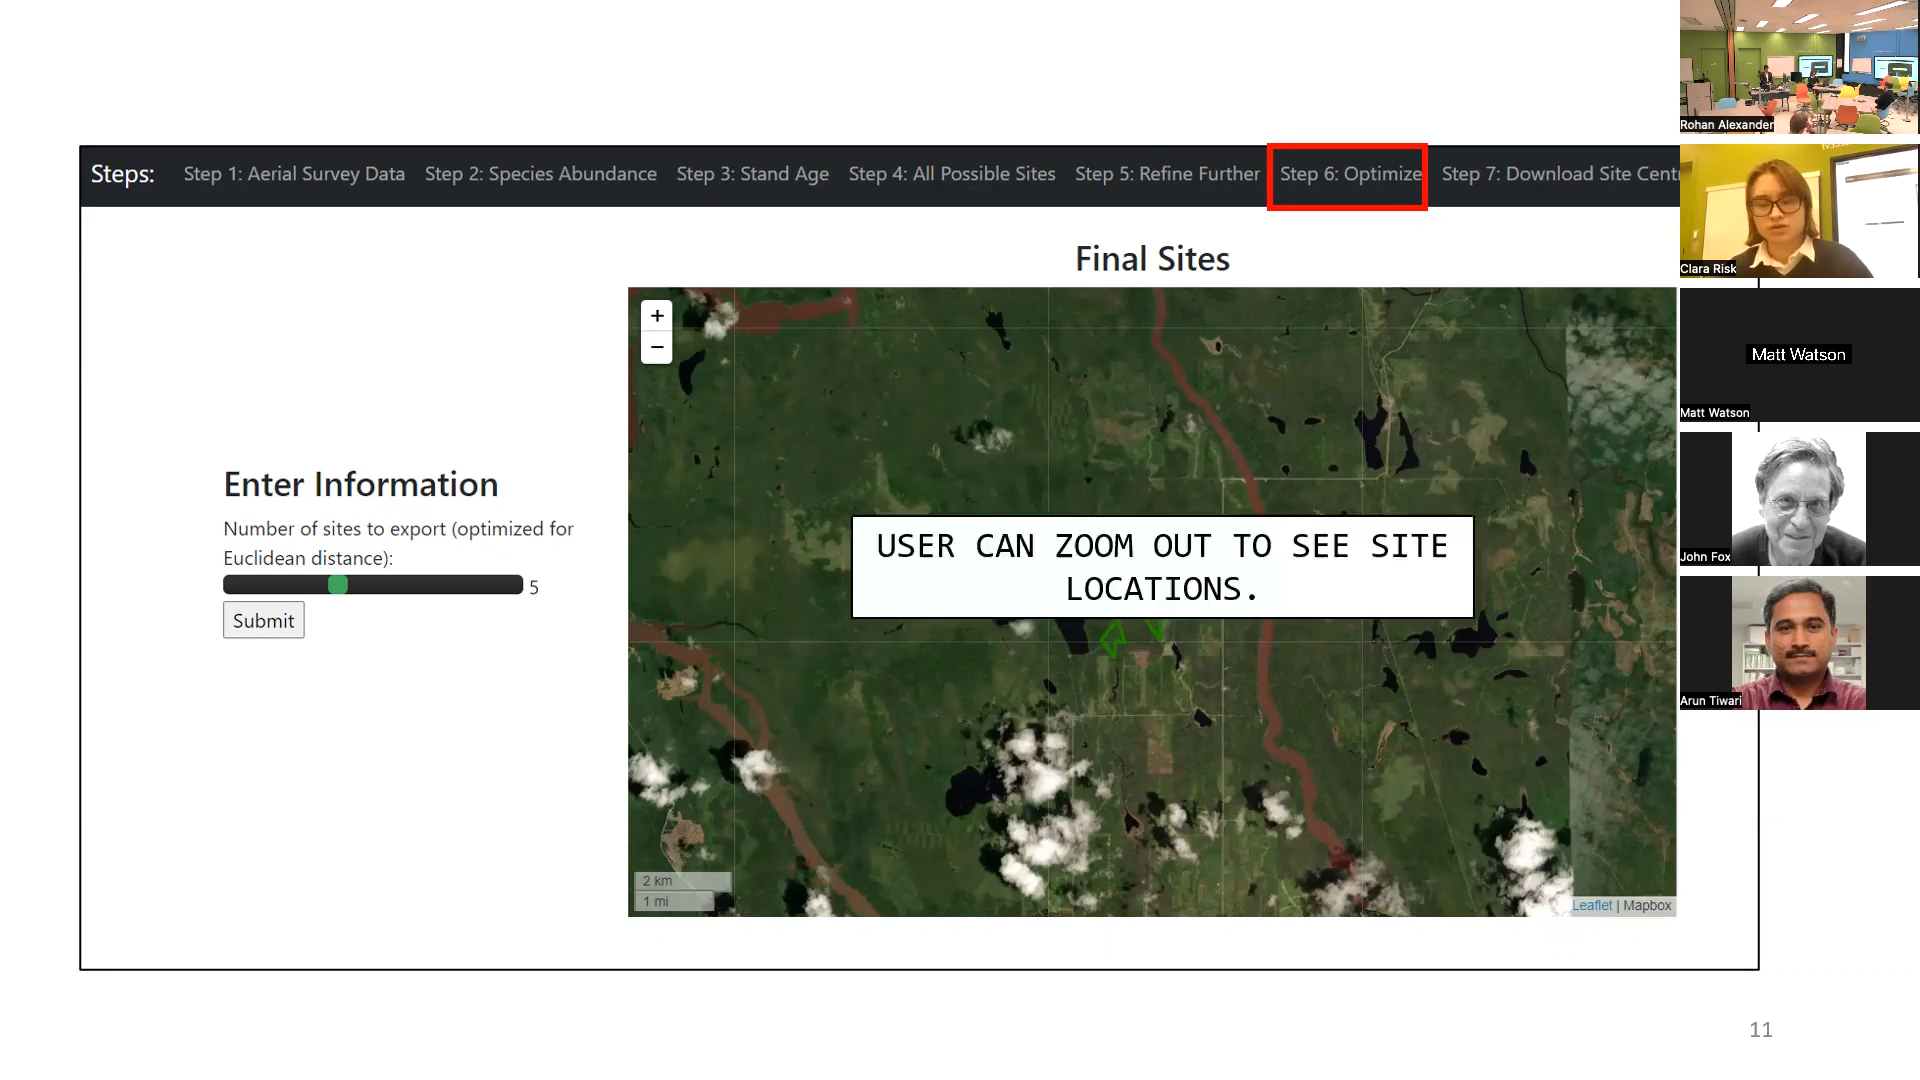 Steps: Step 1: Aerial Survey Data Step 2: Species Abundance Step 3: Stand Age Step 4: All Possible Sites Step 5: Refine Further Step 6: Optimize Step 7: Download Site Cent
Final Sites
+
−
Enter Information
Number of sites to export (optimized for
Euclidean distance):
5
Submit
USER CAN ZOOM OUT TO SEE SITE
LOCATIONS.
2 km
1 mi
Leaflet | Mapbox
11
Rohan Alexander
Clara Risk
Matt Watson
Matt Watson
John Fox
Arun Tiwari